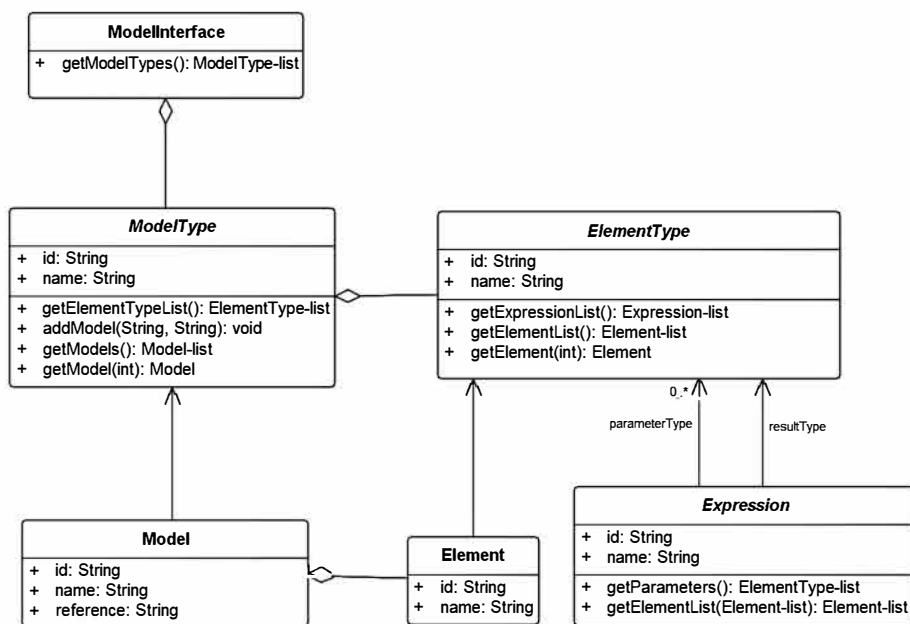 ModelInterface
+ getModelTypes(): ModelType-list
ModelType
+ id: String
+ name: String
+ getElementTypeList(): ElementType-list
+ addModel(String, String): void
+ getModels(): Model-list
+ getModel(int): Model
ElementType
+ id: String
+ name: String
+ getExpressionList(): Expression-list
+ getElementList(): Element-list
+ getElement(int): Element
0..*
parameterType
resultType
Model
+ id: String
+ name: String
+ reference: String
Element
+ id: String
+ name: String
Expression
+ id: String
+ name: String
+ getParameters(): ElementType-list
+ getElementList(Element-list): Element-list